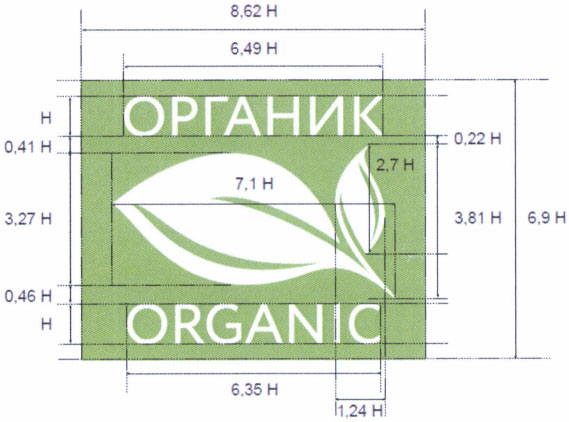 8,62 H
6,49 H
H
ОРГАНИК
0,41 H
0,22 H
2,7 H
7,1 H
3,27 H
3,81 H
6,9 H
0,46 H
H
ORGANIC
6,35 H
1,24 H